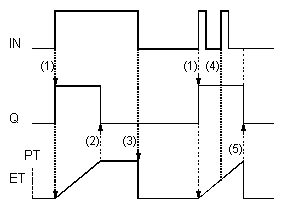 IN
(1) (1) (4)
Q
(2) (3) (5)
PT
ET